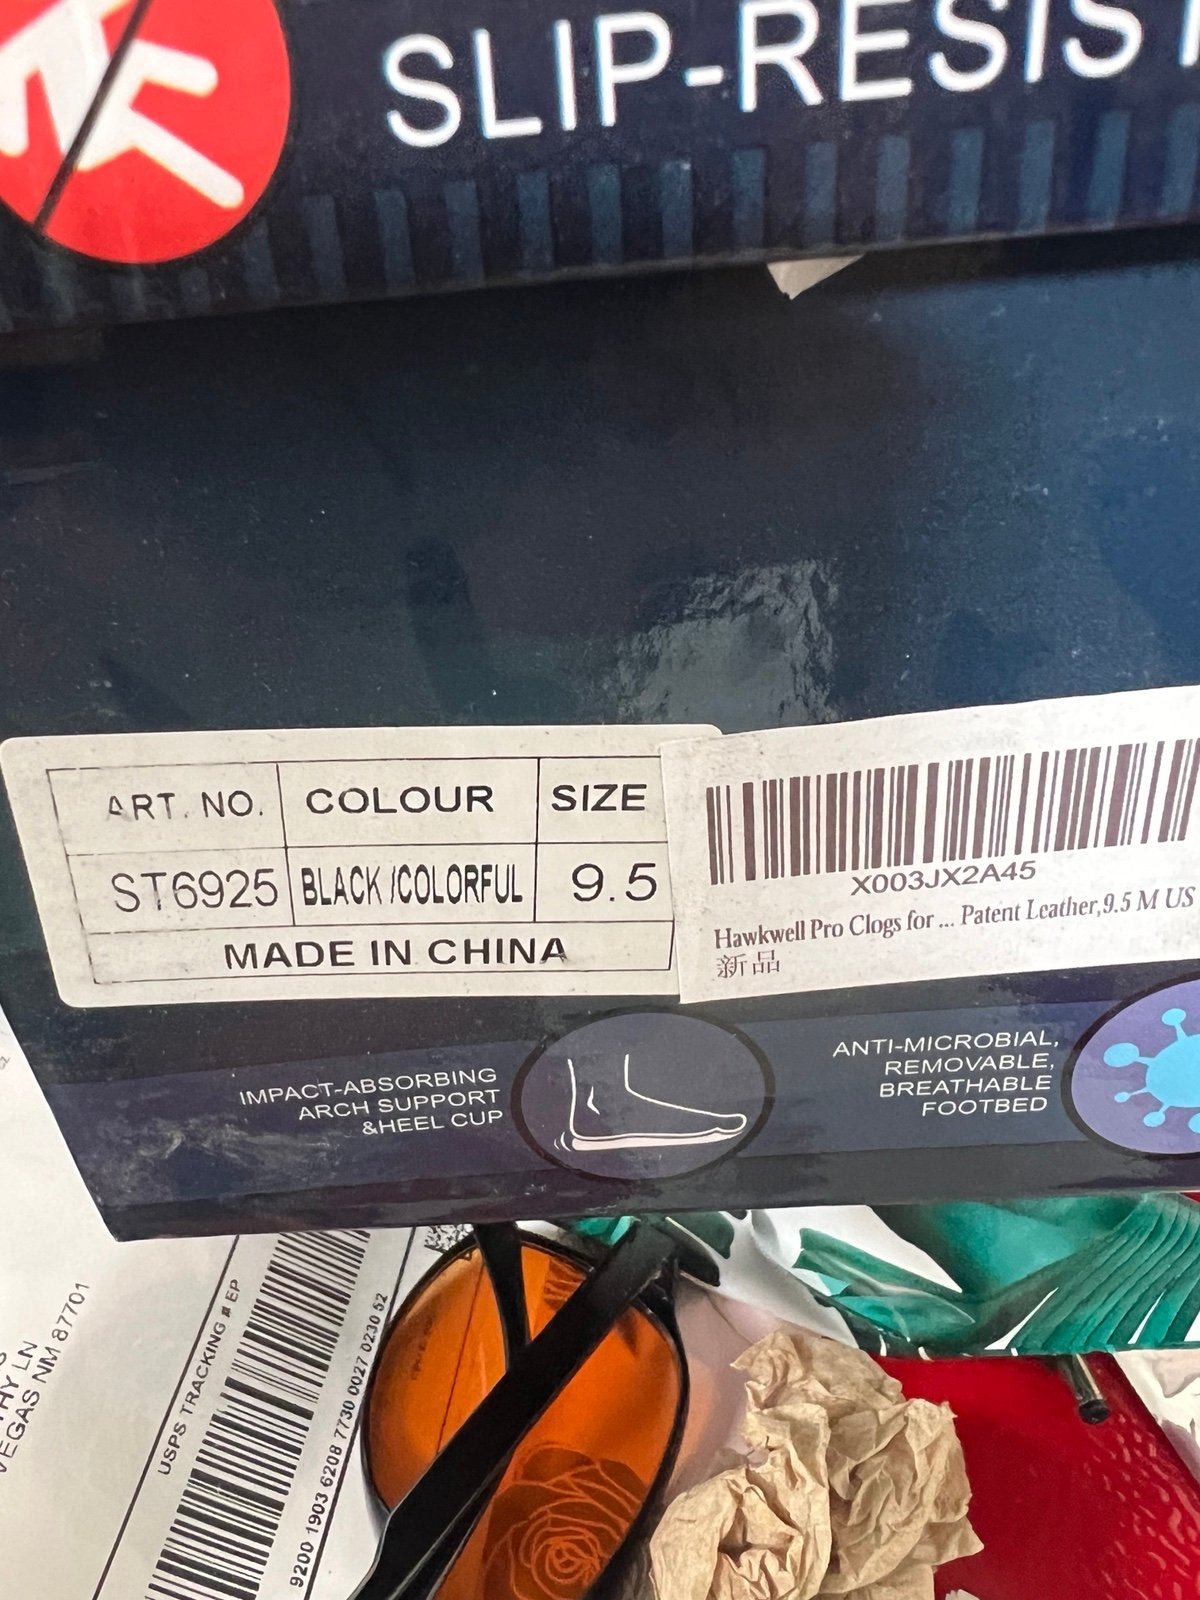 SLIP-RESIST
ART. NO. COLOUR SIZE
ST6925 BLACK/COLORFUL 9.5
MADE IN CHINA
X003JX2A45
Hawkwell Pro Clogs for ... Patent Leather,9.5 M US
新品
IMPACT-ABSORBING
ARCH SUPPORT
&HEEL CUP
ANTI-MICROBIAL,
REMOVABLE,
BREATHABLE
FOOTBED
LN
VEGAS NM 87701
USPS TRACKING # EP
9200 1903 6208 7730 0027 0230 52